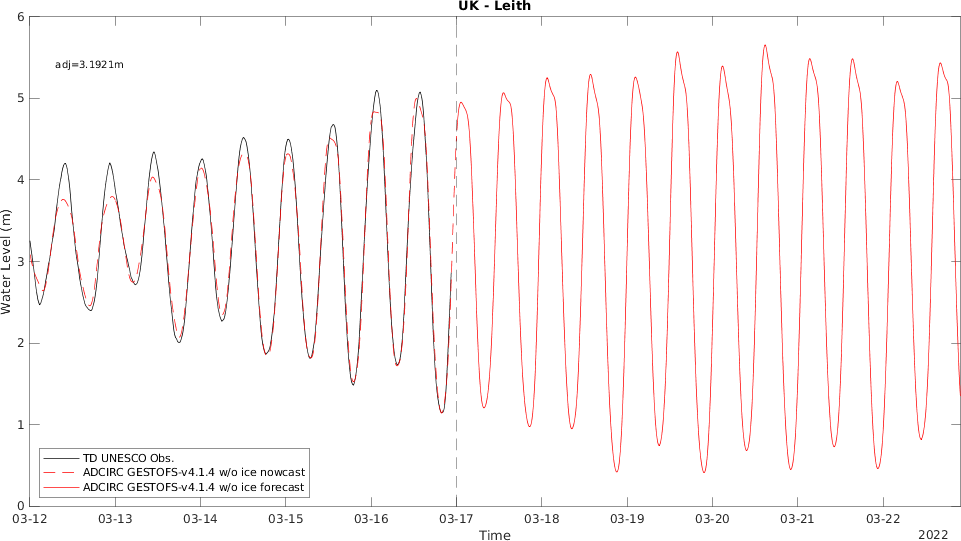 UK - Leith
adj=3.1921m
Water Level (m)
6
5
4
3
2
1
0
TD UNESCO Obs.
ADCIRC GESTOFS-v4.1.4 w/o ice nowcast
ADCIRC GESTOFS-v4.1.4 w/o ice forecast
03-12 03-13 03-14 03-15 03-16 03-17 03-18 03-19 03-20 03-21 03-22
Time
2022